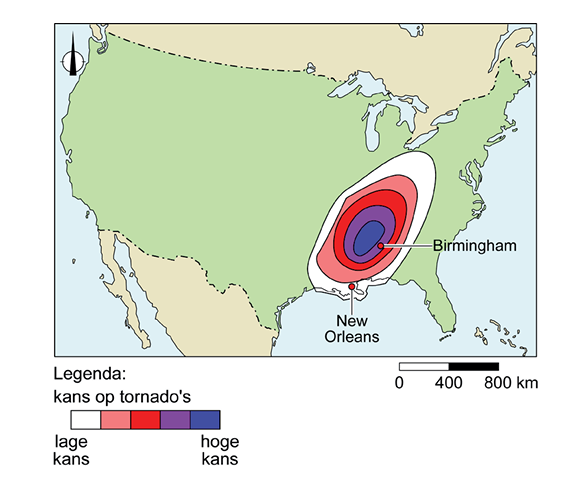 Birmingham
New
Orleans
0 400 800 km
Legenda:
kans op tornado's
lage
kans
hoge
kans